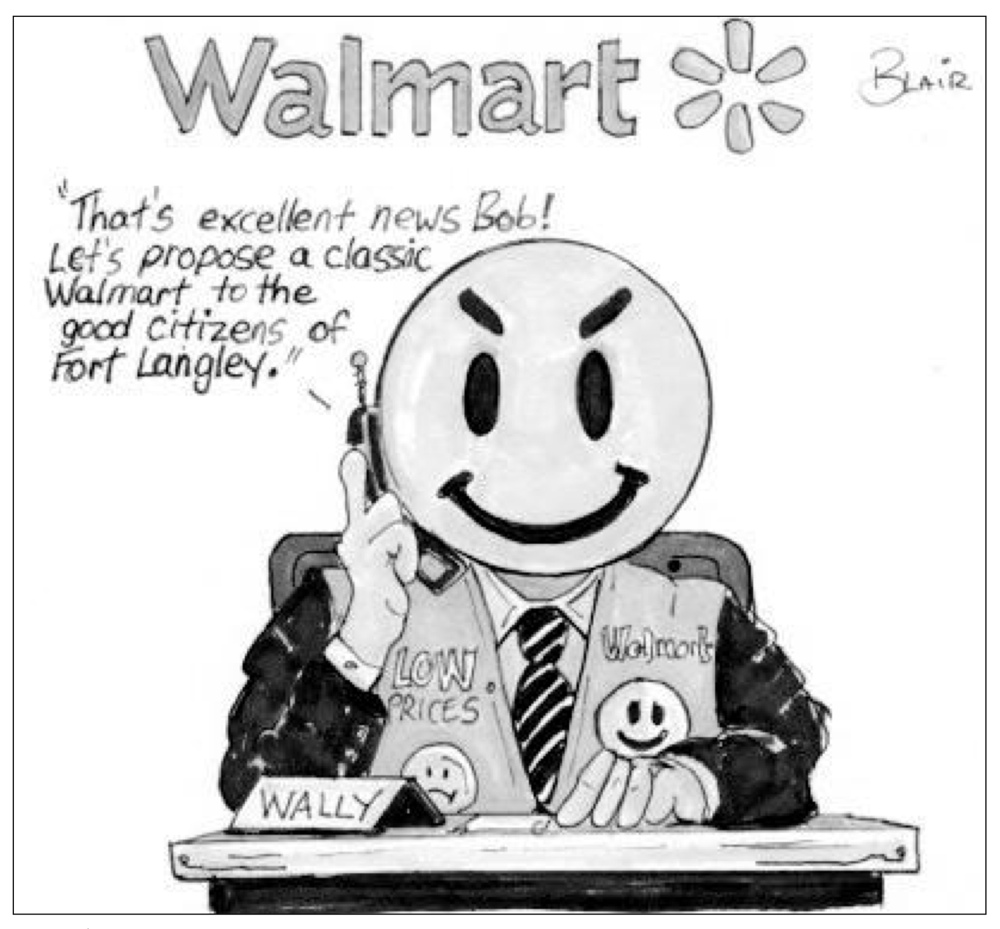 Walmart
BLAIR
"That's excellent news Bob!
Let's propose a classic
Walmart to the
good citizens of
Fort Langley."
LOW
PRICES
Walmart
WALLY